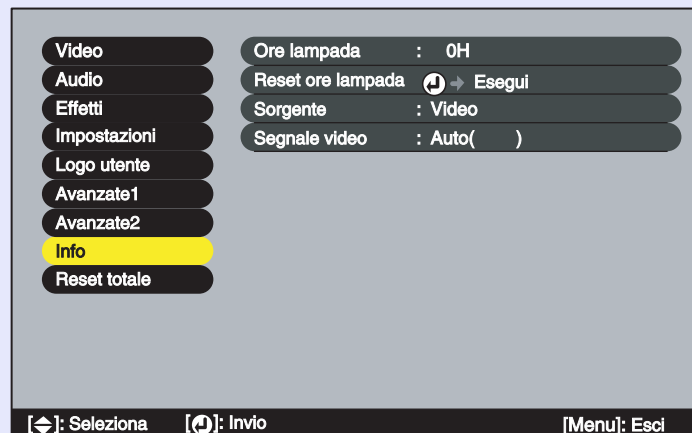 Video
Audio
Effetti
Impostazioni
Logo utente
Avanzate1
Avanzate2
Info
Reset totale
Ore lampada : 0H
Reset ore lampada Esegui
Sorgente : Video
Segnale video : Auto( )
[ ]: Seleziona [ ]: Invio [Menu]: Esci